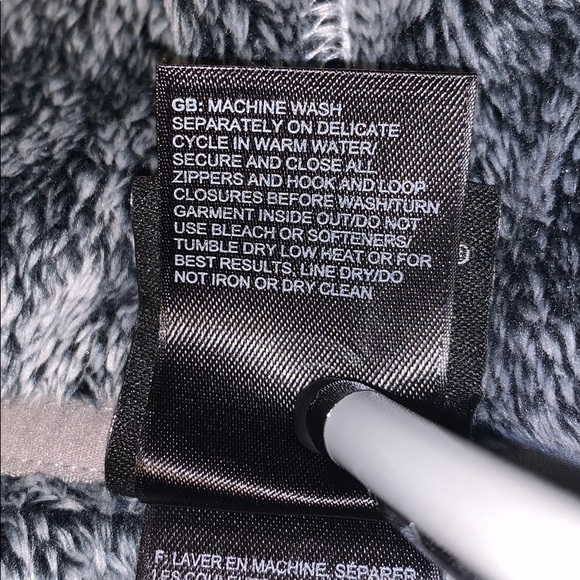 GB: MACHINE WASH
SEPARATELY ON DELICATE
CYCLE IN WARM WATER/
SECURE AND CLOSE ALL
ZIPPERS AND HOOK AND LOOP
CLOSURES BEFORE WASH/TURN
GARMENT INSIDE OUT/DO NOT
USE BLEACH OR SOFTENERS/
TUMBLE DRY LOW HEAT OR FOR
BEST RESULTS, LINE DRY/DO
NOT IRON OR DRY CLEAN
F: LAVER EN MACHINE, SÉPARER
LES